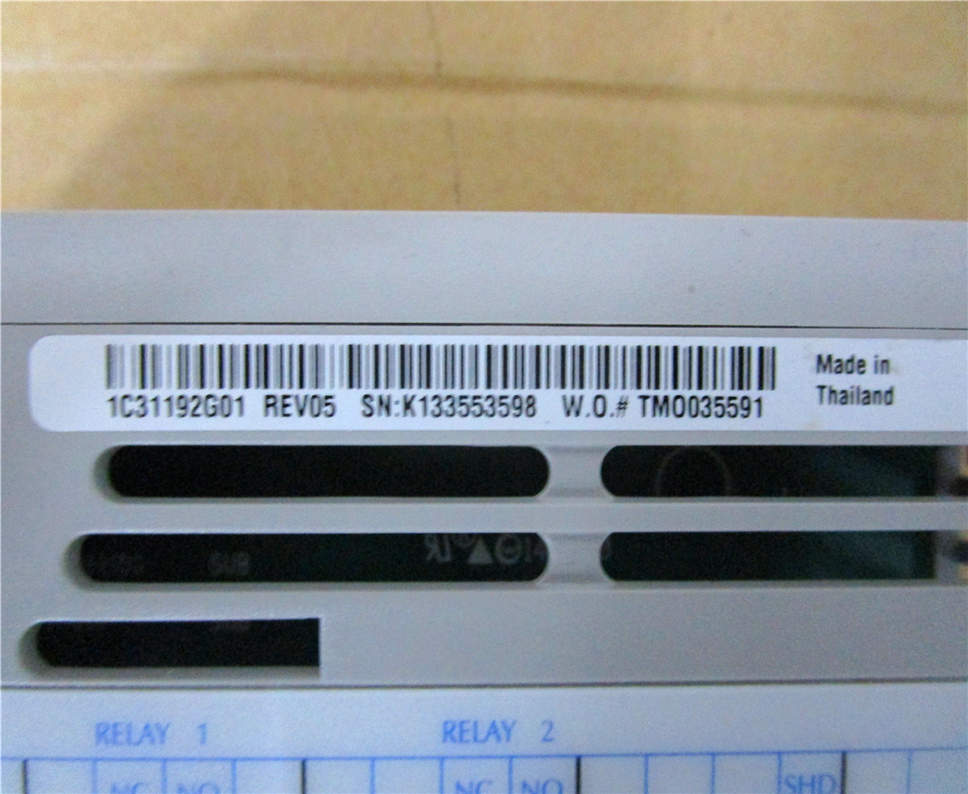 1C31192G01 REV05 SN:K133553598 W.O.# TM0035591
Made in
Thailand
RELAY 1 RELAY 2
NC NO NC NO SHD